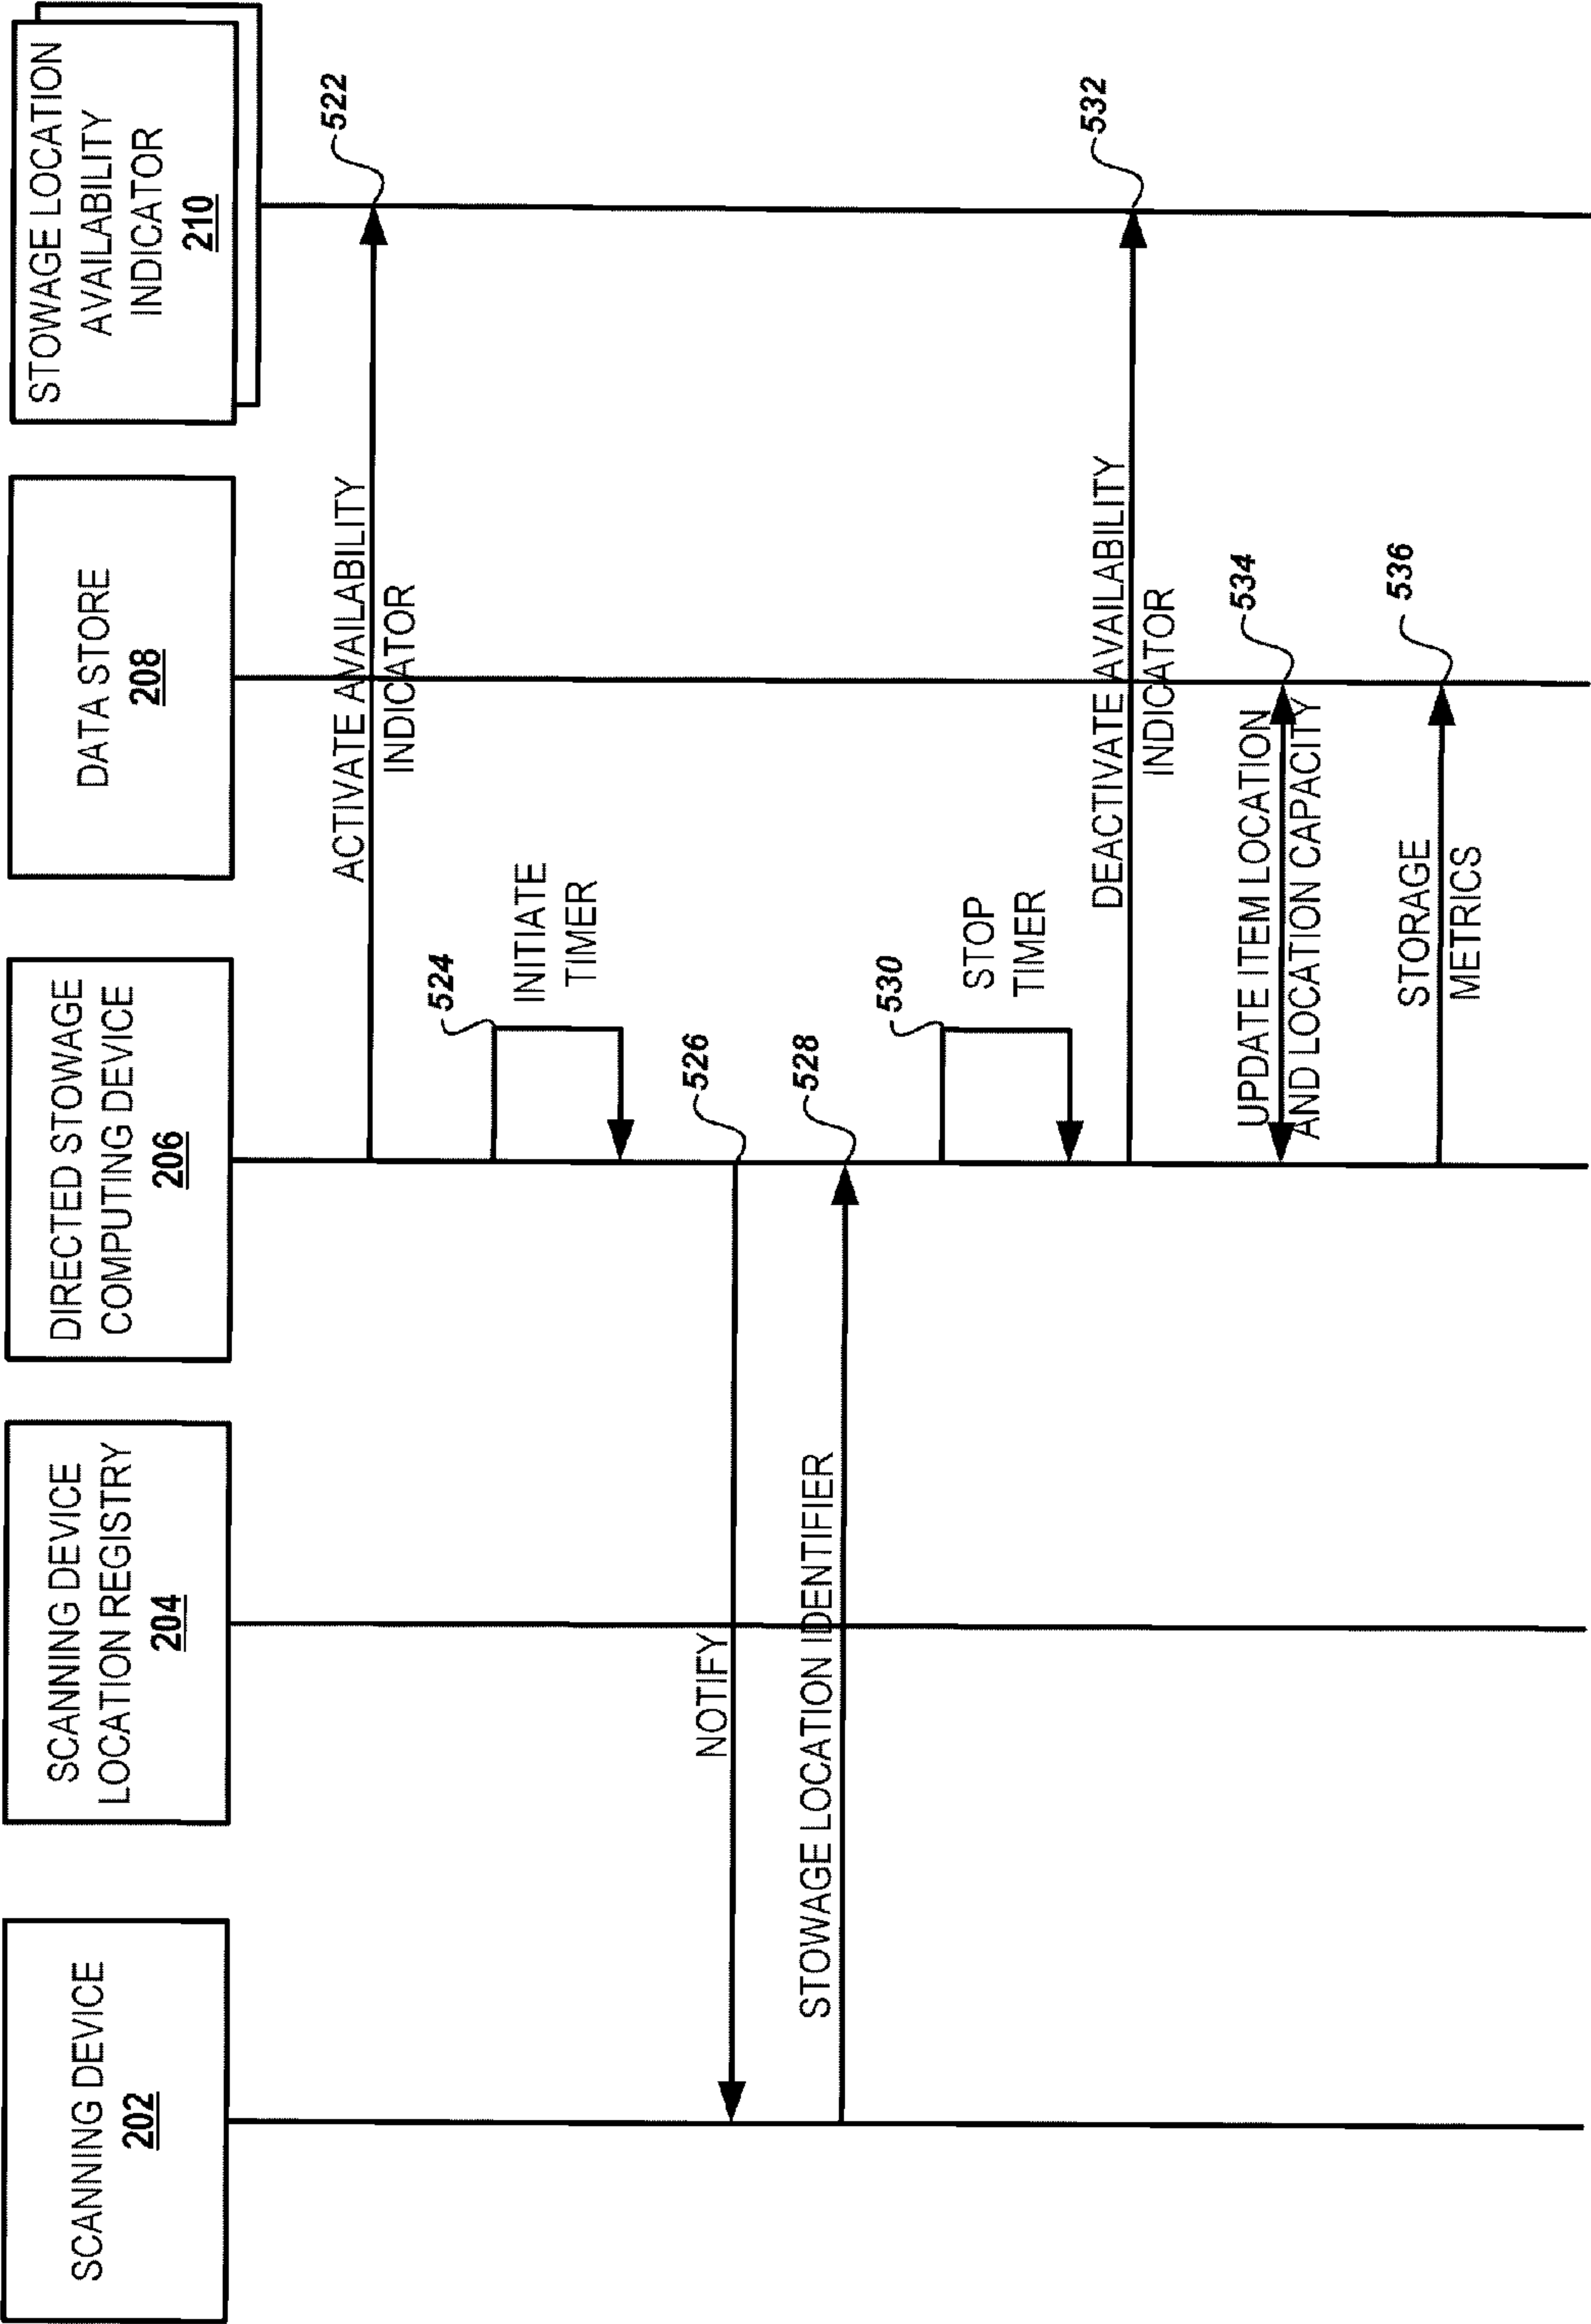 SCANNING DEVICE
202
SCANNING DEVICE
LOCATION REGISTRY
204
DIRECTED STOWAGE
COMPUTING DEVICE
206
DATA STORE
208
STOWAGE LOCATION
AVAILABILITY
INDICATOR
210
ACTIVATE AVAILABILITY
INDICATOR
522
524
INITIATE
TIMER
NOTIFY
526
STOWAGE LOCATION IDENTIFIER
528
530
STOP
TIMER
DEACTIVATE AVAILABILITY
INDICATOR
532
UPDATE ITEM LOCATION
AND LOCATION CAPACITY
534
STORAGE
METRICS
536